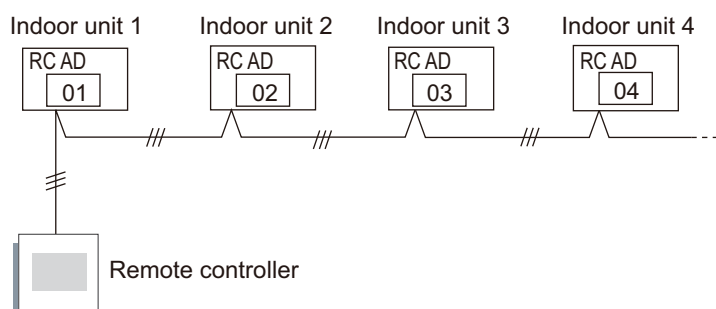 Indoor unit 1 Indoor unit 2 Indoor unit 3 Indoor unit 4
RC AD RC AD RC AD RC AD
01 02 03 04
Remote controller